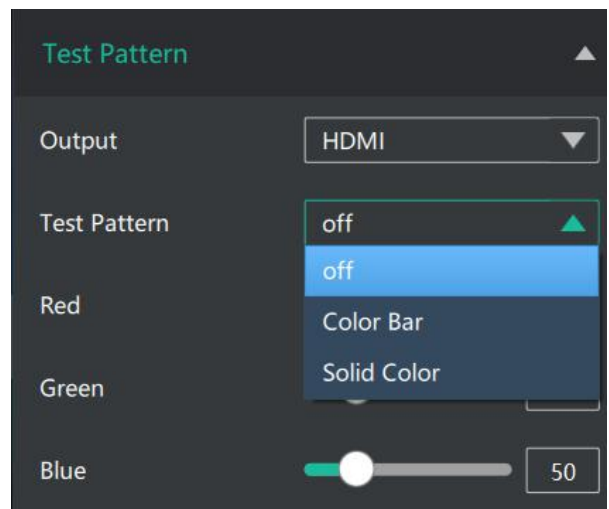 Test Pattern
Output HDMI
Test Pattern off
off
Red
Color Bar
Solid Color
Green
Blue 50